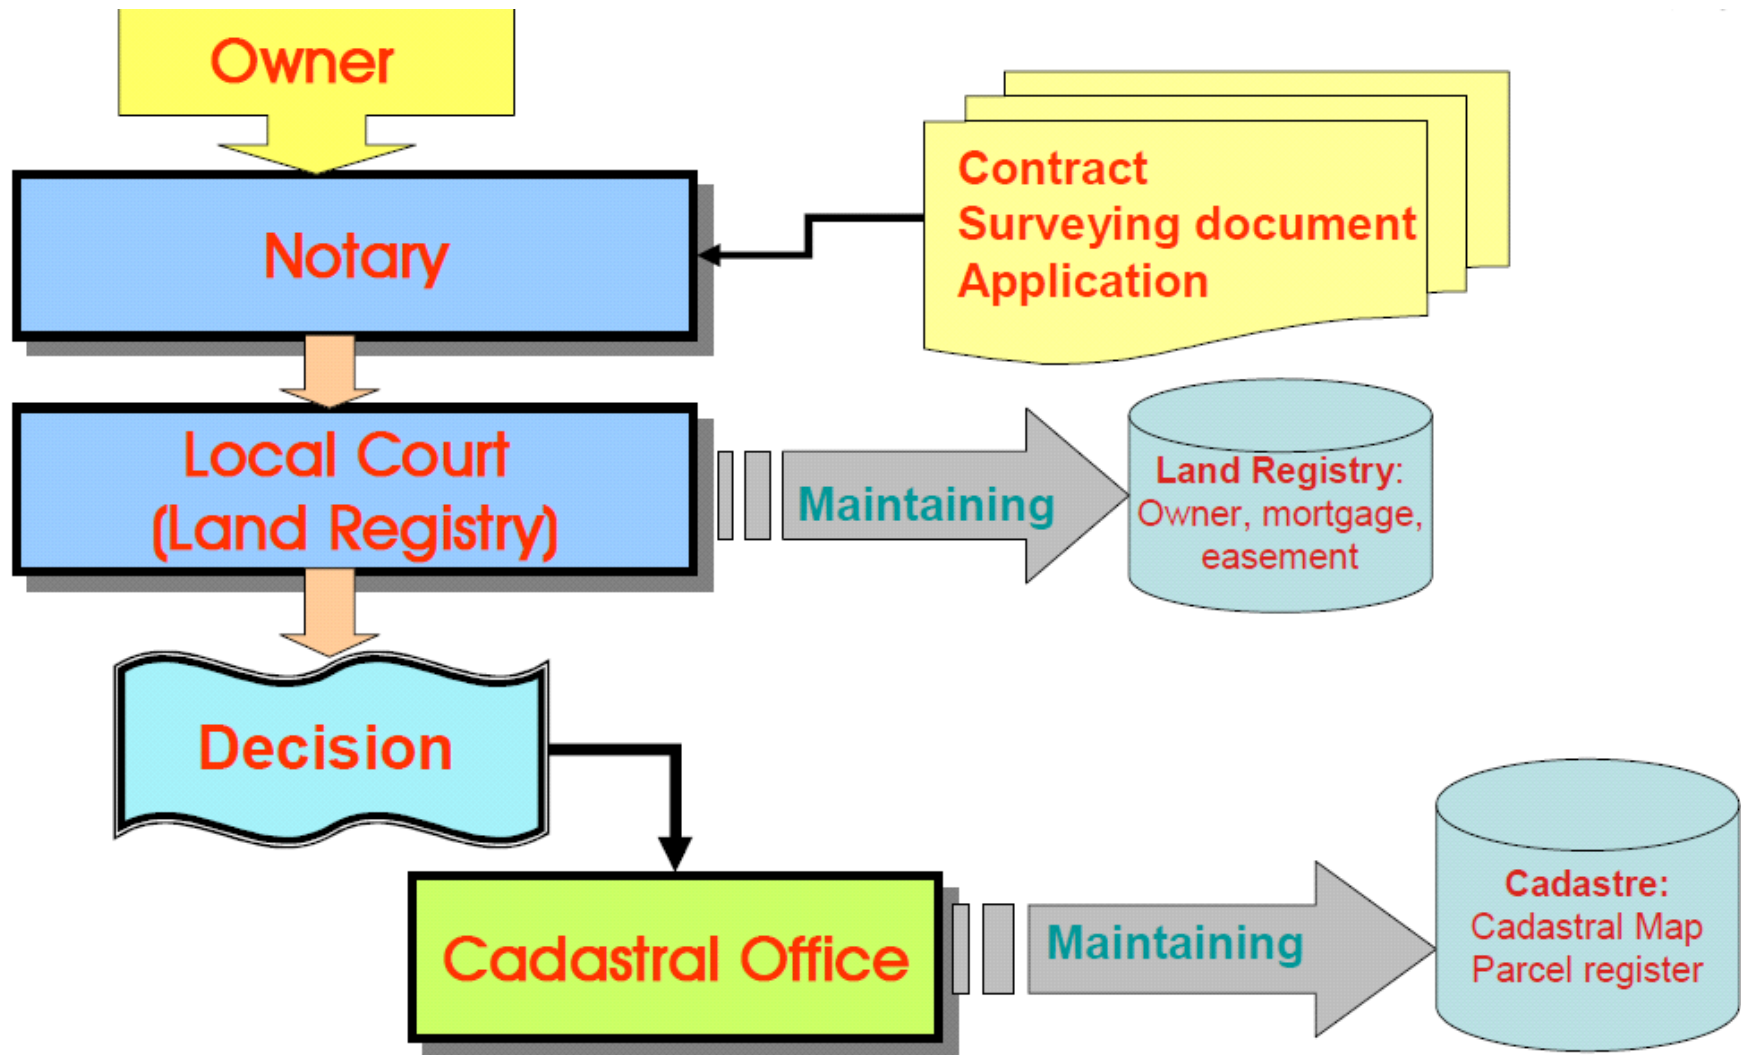 Owner
Notary
Contract
Surveying document
Application
Local Court
(Land Registry)
Maintaining
Land Registry:
Owner, mortgage,
easement
Decision
Cadastral Office
Maintaining
Cadastre:
Cadastral Map
Parcel register